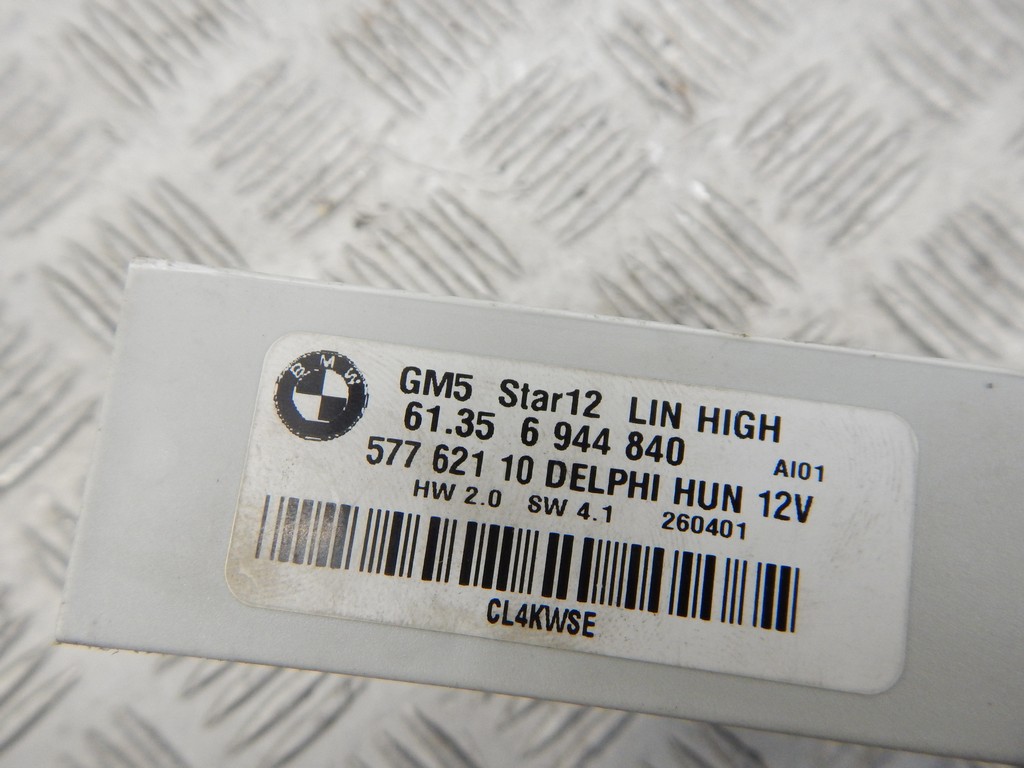 BMW
GM5 Star12 LIN HIGH
61.35 6 944 840 AI01
577 621 10 DELPHI HUN 12V
HW 2.0 SW 4.1 260401
CL4KWSE